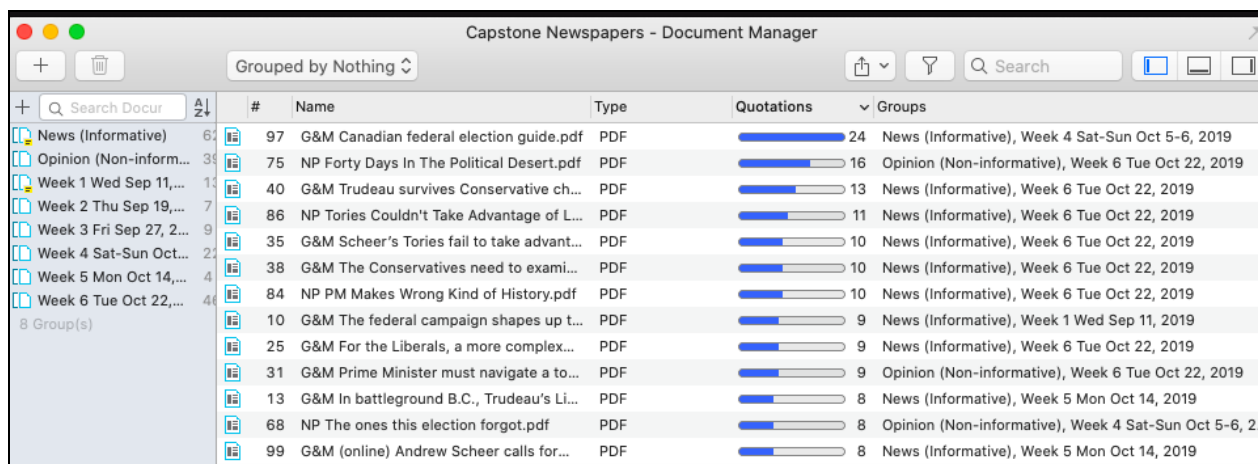 Capstone Newspapers - Document Manager
Grouped by Nothing
Search
Search Docur
# Name Type Quotations Groups
News (Informative) 62
Opinion (Non-inform... 39
Week 1 Wed Sep 11,... 13
Week 2 Thu Sep 19,... 7
Week 3 Fri Sep 27, 2... 9
Week 4 Sat-Sun Oct... 22
Week 5 Mon Oct 14,... 4
Week 6 Tue Oct 22,... 46
8 Group(s)
97 G&M Canadian federal election guide.pdf PDF 24 News (Informative), Week 4 Sat-Sun Oct 5-6, 2019
75 NP Forty Days In The Political Desert.pdf PDF 16 Opinion (Non-informative), Week 6 Tue Oct 22, 2019
40 G&M Trudeau survives Conservative ch... PDF 13 News (Informative), Week 6 Tue Oct 22, 2019
86 NP Tories Couldn't Take Advantage of L... PDF 11 News (Informative), Week 6 Tue Oct 22, 2019
35 G&M Scheer's Tories fail to take advant... PDF 10 News (Informative), Week 6 Tue Oct 22, 2019
38 G&M The Conservatives need to exami... PDF 10 News (Informative), Week 6 Tue Oct 22, 2019
84 NP PM Makes Wrong Kind of History.pdf PDF 10 News (Informative), Week 6 Tue Oct 22, 2019
10 G&M The federal campaign shapes up t... PDF 9 News (Informative), Week 1 Wed Sep 11, 2019
25 G&M For the Liberals, a more complex... PDF 9 News (Informative), Week 6 Tue Oct 22, 2019
31 G&M Prime Minister must navigate a to... PDF 9 Opinion (Non-informative), Week 6 Tue Oct 22, 2019
13 G&M In battleground B.C., Trudeau's Li... PDF 8 News (Informative), Week 5 Mon Oct 14, 2019
68 NP The ones this election forgot.pdf PDF 8 Opinion (Non-informative), Week 4 Sat-Sun Oct 5-6, 2...
99 G&M (online) Andrew Scheer calls for... PDF 8 News (Informative), Week 5 Mon Oct 14, 2019